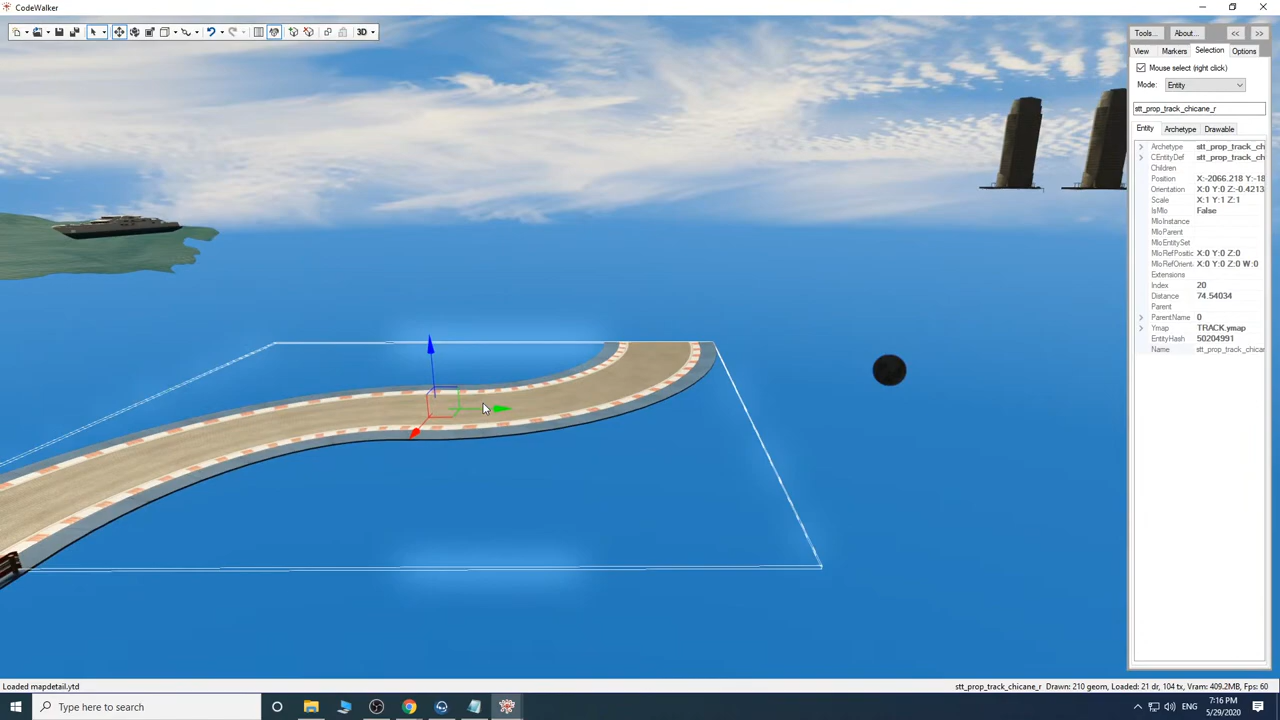 CodeWalker
3D
Tools...
About...
<<
>>
View
Markers
Selection
Options
Mouse select (right click)
Mode:
Entity
stt_prop_track_chicane_r
Entity
Archetype
Drawable
Archetype stt_prop_track_ch
CEntityDef stt_prop_track_ch
Children
Position X:-2066.218 Y:-18
Orientation X:0 Y:0 Z:-0.4213
Scale X:1 Y:1 Z:1
IsMlo False
MloInstance
MloParent
MloEntitySet
MloRefPositic X:0 Y:0 Z:0
MloRefOrient X:0 Y:0 Z:0 W:0
Extensions
Index 20
Distance 74.54034
Parent
ParentName 0
Ymap TRACK.ymap
EntityHash 50204991
Name stt_prop_track_chicane
Loaded mapdetail.ytd
stt_prop_track_chicane_r Drawn: 210 geom, Loaded: 21 dr, 104 tx, Vram: 409.2MB, Fps: 60
Type here to search
ENG
7:16 PM
5/29/2020